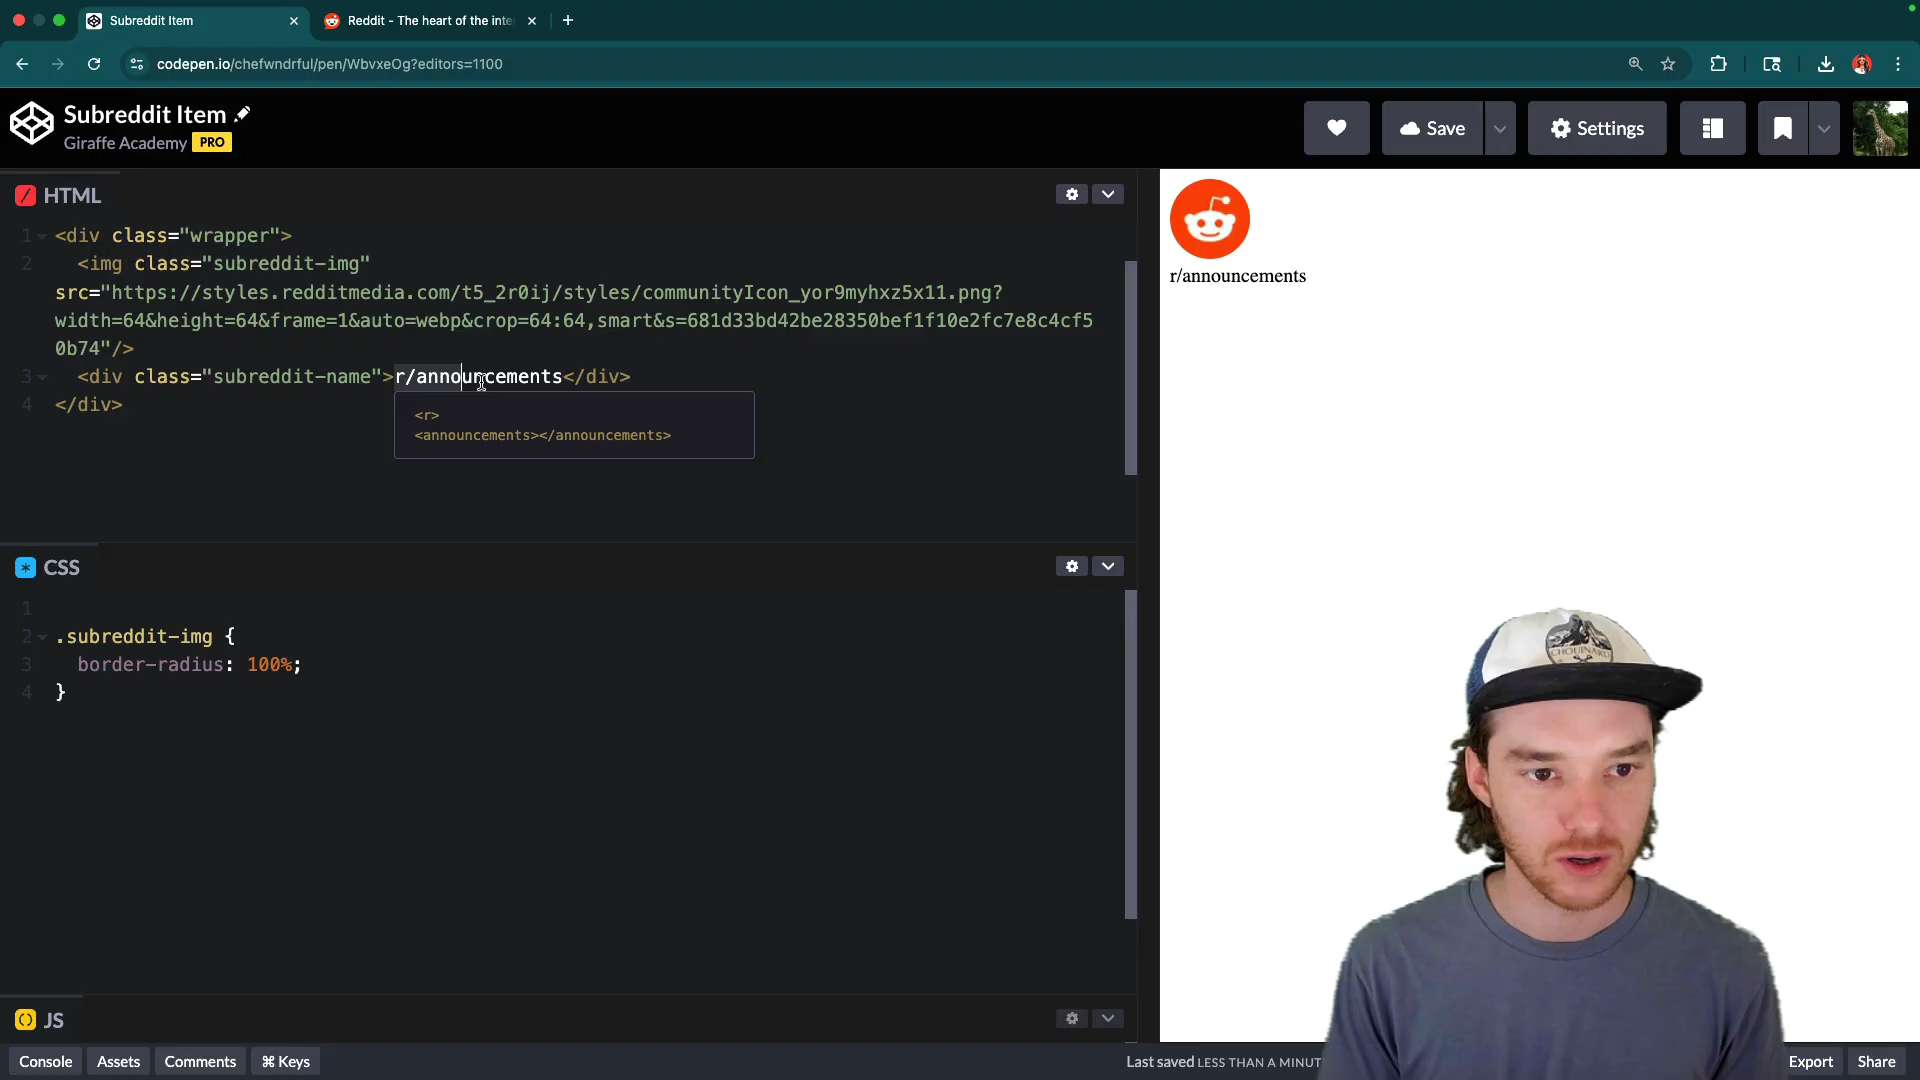 Subreddit Item
Reddit - The heart of the inte
codepen.io/chefwndrful/pen/WbvxeOg?editors=1100
Subreddit Item
Giraffe Academy PRO
Save
Settings
HTML
1 <div class="wrapper">
2 <img class="subreddit-img"
src="https://styles.redditmedia.com/t5_2r0ij/styles/communityIcon_yor9myhxz5x11.png?
width=64&height=64&frame=1&auto=webp&crop=64:64,smart&s=681d33bd42be28350bef1f10e2fc7e8c4cf5
0b74"/>
3 <div class="subreddit-name">r/announcements</div>
4 </div>
<r>
<announcements></announcements>
r/announcements
CSS
1
2 .subreddit-img {
3 border-radius: 100%;
4 }
CHOUINARD
JS
Console
Assets
Comments
⌘ Keys
Last saved LESS THAN A MINUT
Export
Share